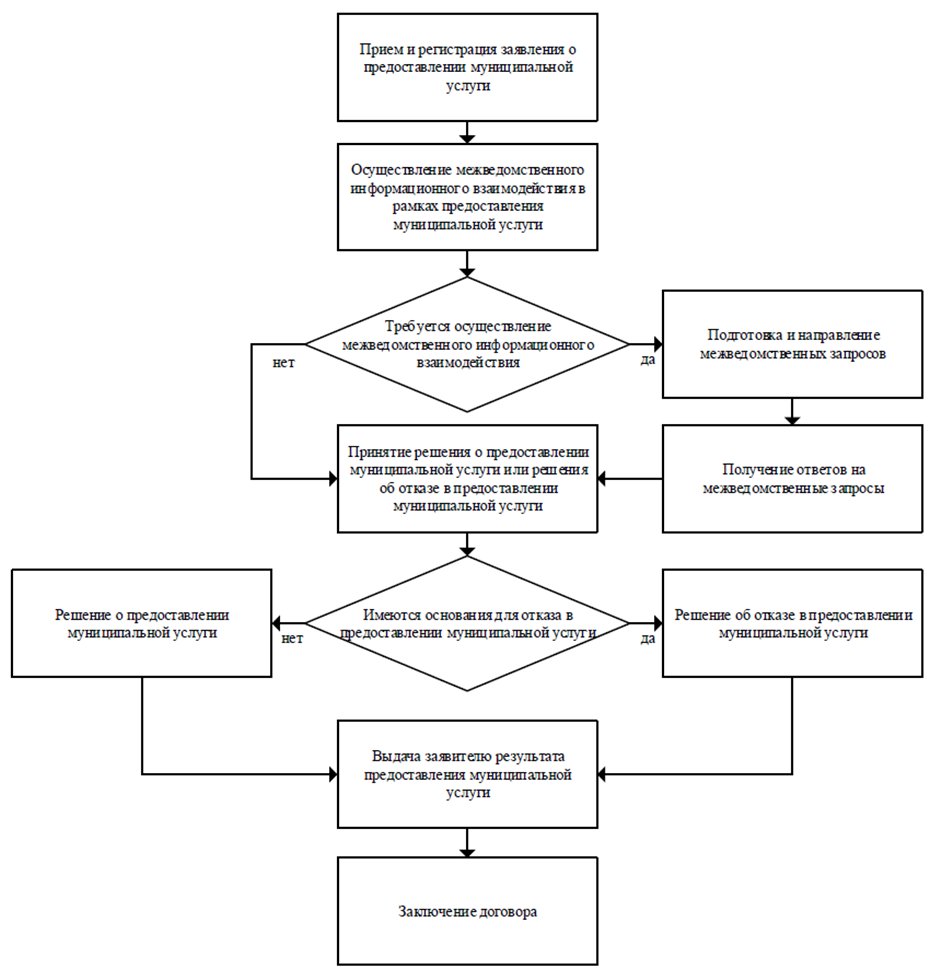 Прием и регистрация заявления о
предоставлении муниципальной
услуги
Осуществление межведомственного
информационного взаимодействия в
рамках предоставления
муниципальной услуги
Требуется осуществление
межведомственного информационного
взаимодействия
нет
да
Подготовка и направление
межведомственных запросов
Принятие решения о предоставлении
муниципальной услуги или решения
об отказе в предоставлении
муниципальной услуги
Получение ответов на
межведомственные запросы
Решение о предоставлении
муниципальной услуги
нет
Имеются основания для отказа в
предоставлении муниципальной услуги
да
Решение об отказе в предоставлении
муниципальной услуги
Выдача заявителю результата
предоставления муниципальной
услуги
Заключение договора